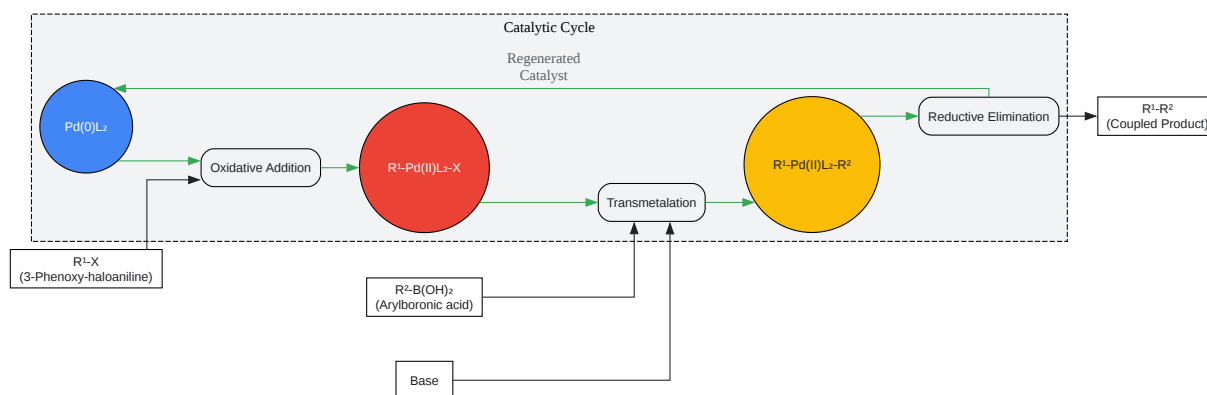 Catalytic Cycle
Regenerated
Catalyst
Pd(0)L₂
Oxidative Addition
R¹-Pd(II)L₂-X
Transmetalation
R¹-Pd(II)L₂-R²
Reductive Elimination
R¹-R²
(Coupled Product)
R¹-X
(3-Phenoxy-haloaniline)
R²-B(OH)₂
(Arylboronic acid)
Base